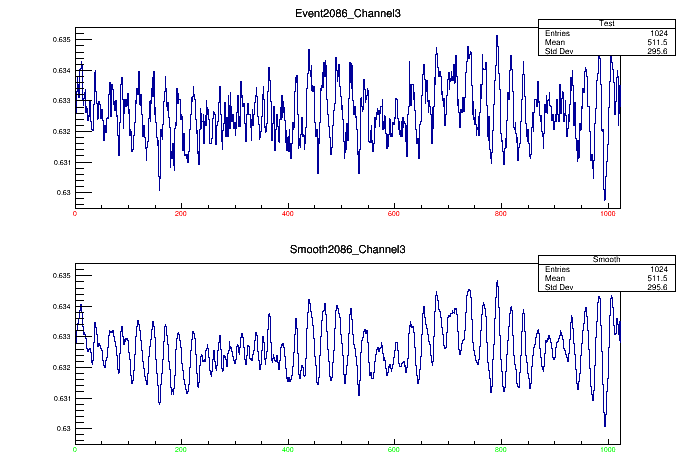 Event2086_Channel3
Test
Entries 1024
Mean 511.5
Std Dev 295.6
0.635
0.634
0.633
0.632
0.631
0.63
0 200 400 600 800 1000
Smooth2086_Channel3
Smooth
Entries 1024
Mean 511.5
Std Dev 295.6
0.635
0.634
0.633
0.632
0.631
0.63
0 200 400 600 800 1000